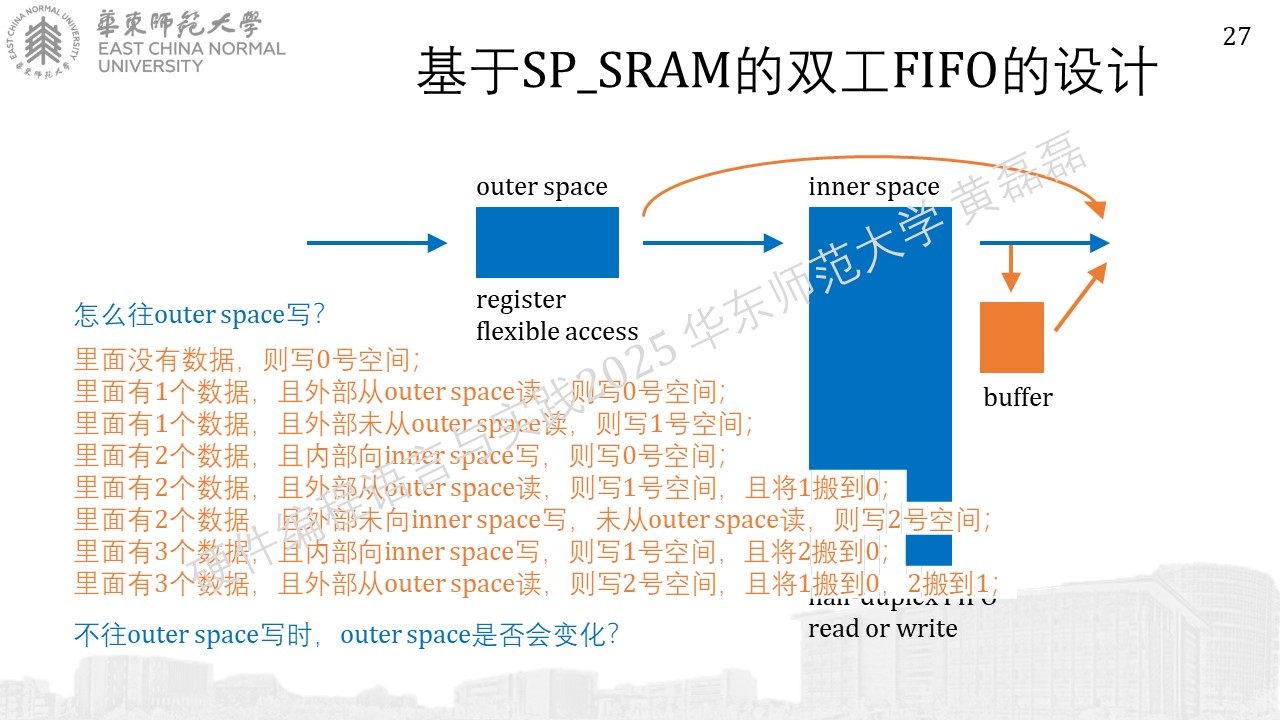 華東師範大學
EAST CHINA NORMAL
UNIVERSITY
27
基于SP_SRAM的双工FIFO的设计
outer space
inner space
register
flexible access
buffer
怎么往outer space写？
里面没有数据，则写0号空间；
里面有1个数据，且外部从outer space读，则写0号空间；
里面有1个数据，且外部未从outer space读，则写1号空间；
里面有2个数据，且内部向inner space写，则写0号空间；
里面有2个数据，且外部从outer space读，则写1号空间，且将1搬到0；
里面有2个数据，且外部未向inner space写，未从outer space读，则写2号空间；
里面有3个数据，且内部向inner space写，则写1号空间，且将2搬到0；
里面有3个数据，且外部从outer space读，则写2号空间，且将1搬到0，2搬到1；
half-duplex FIFO
read or write
不往outer space写时，outer space是否会变化？
硬件编程语言与实践2025 华东师范大学 黄磊磊
EAST CHINA NORMAL UNIVERSITY
華東師範大學